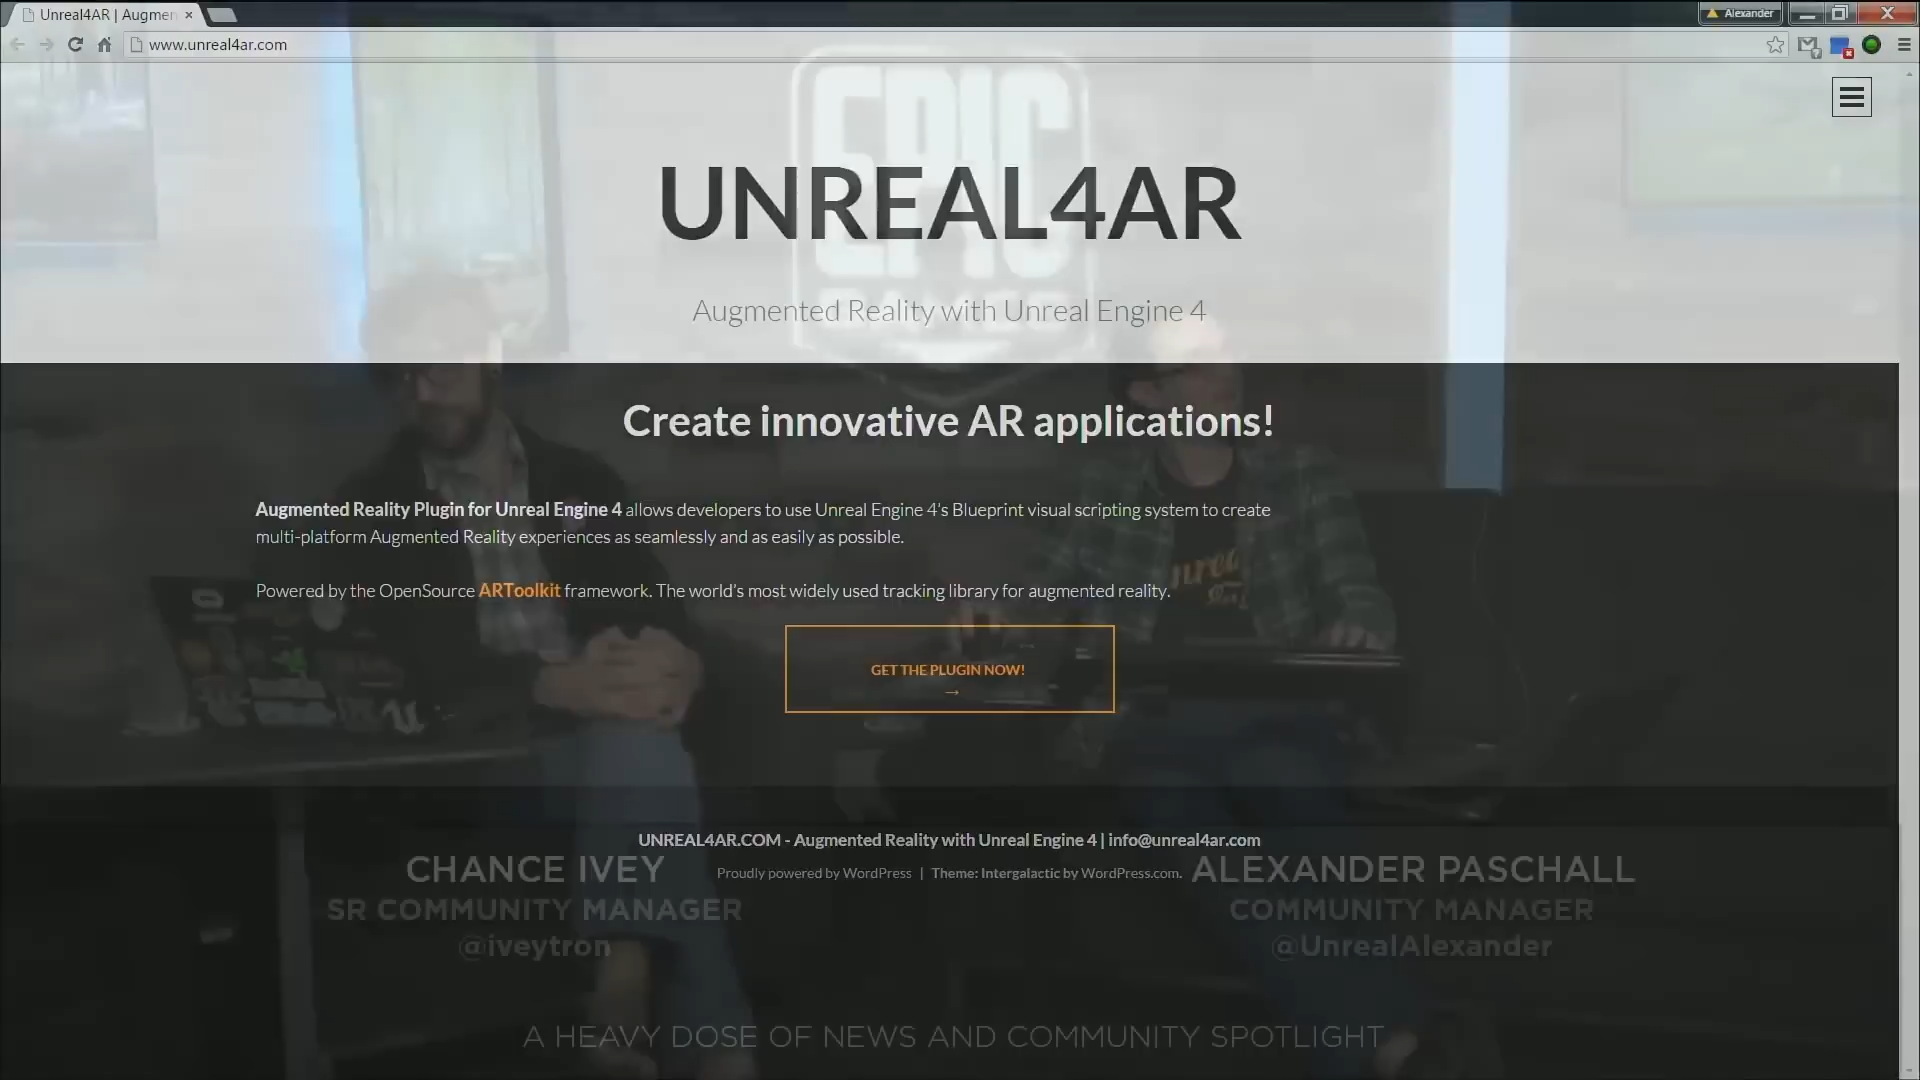 Unreal4AR | Augmen
Alexander
www.unreal4ar.com
EPIC
GAMES
UNREAL4AR
Augmented Reality with Unreal Engine 4
Create innovative AR applications!
Augmented Reality Plugin for Unreal Engine 4 allows developers to use Unreal Engine 4's Blueprint visual scripting system to create
multi-platform Augmented Reality experiences as seamlessly and as easily as possible.
Powered by the OpenSource ARToolkit framework. The world's most widely used tracking library for augmented reality.
GET THE PLUGIN NOW!
→
UNREAL4AR.COM - Augmented Reality with Unreal Engine 4 | info@unreal4ar.com
Proudly powered by WordPress | Theme: Intergalactic by WordPress.com.
CHANCE IVEY
SR COMMUNITY MANAGER
@iveytron
ALEXANDER PASCHALL
COMMUNITY MANAGER
@UnrealAlexander
A HEAVY DOSE OF NEWS AND COMMUNITY SPOTLIGHT